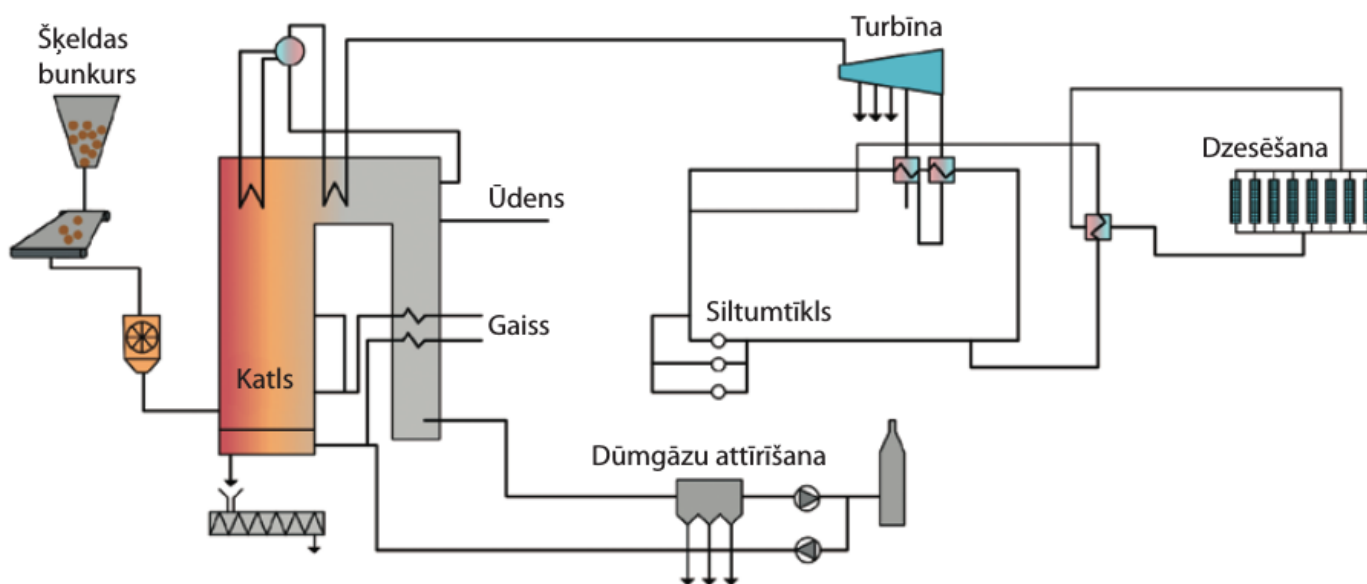 Šķeldas
bunkurs
Turbīna
Dzesēšana
Ūdens
Gaiss
Siltumtīkls
Katls
Dūmgāzu attīrīšana